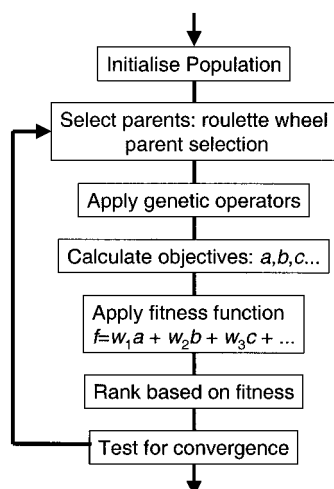 Initialise Population
Select parents: roulette wheel
parent selection
Apply genetic operators
Calculate objectives: a,b,c...
Apply fitness function
f=w₁a + w₂b + w₃c + ...
Rank based on fitness
Test for convergence